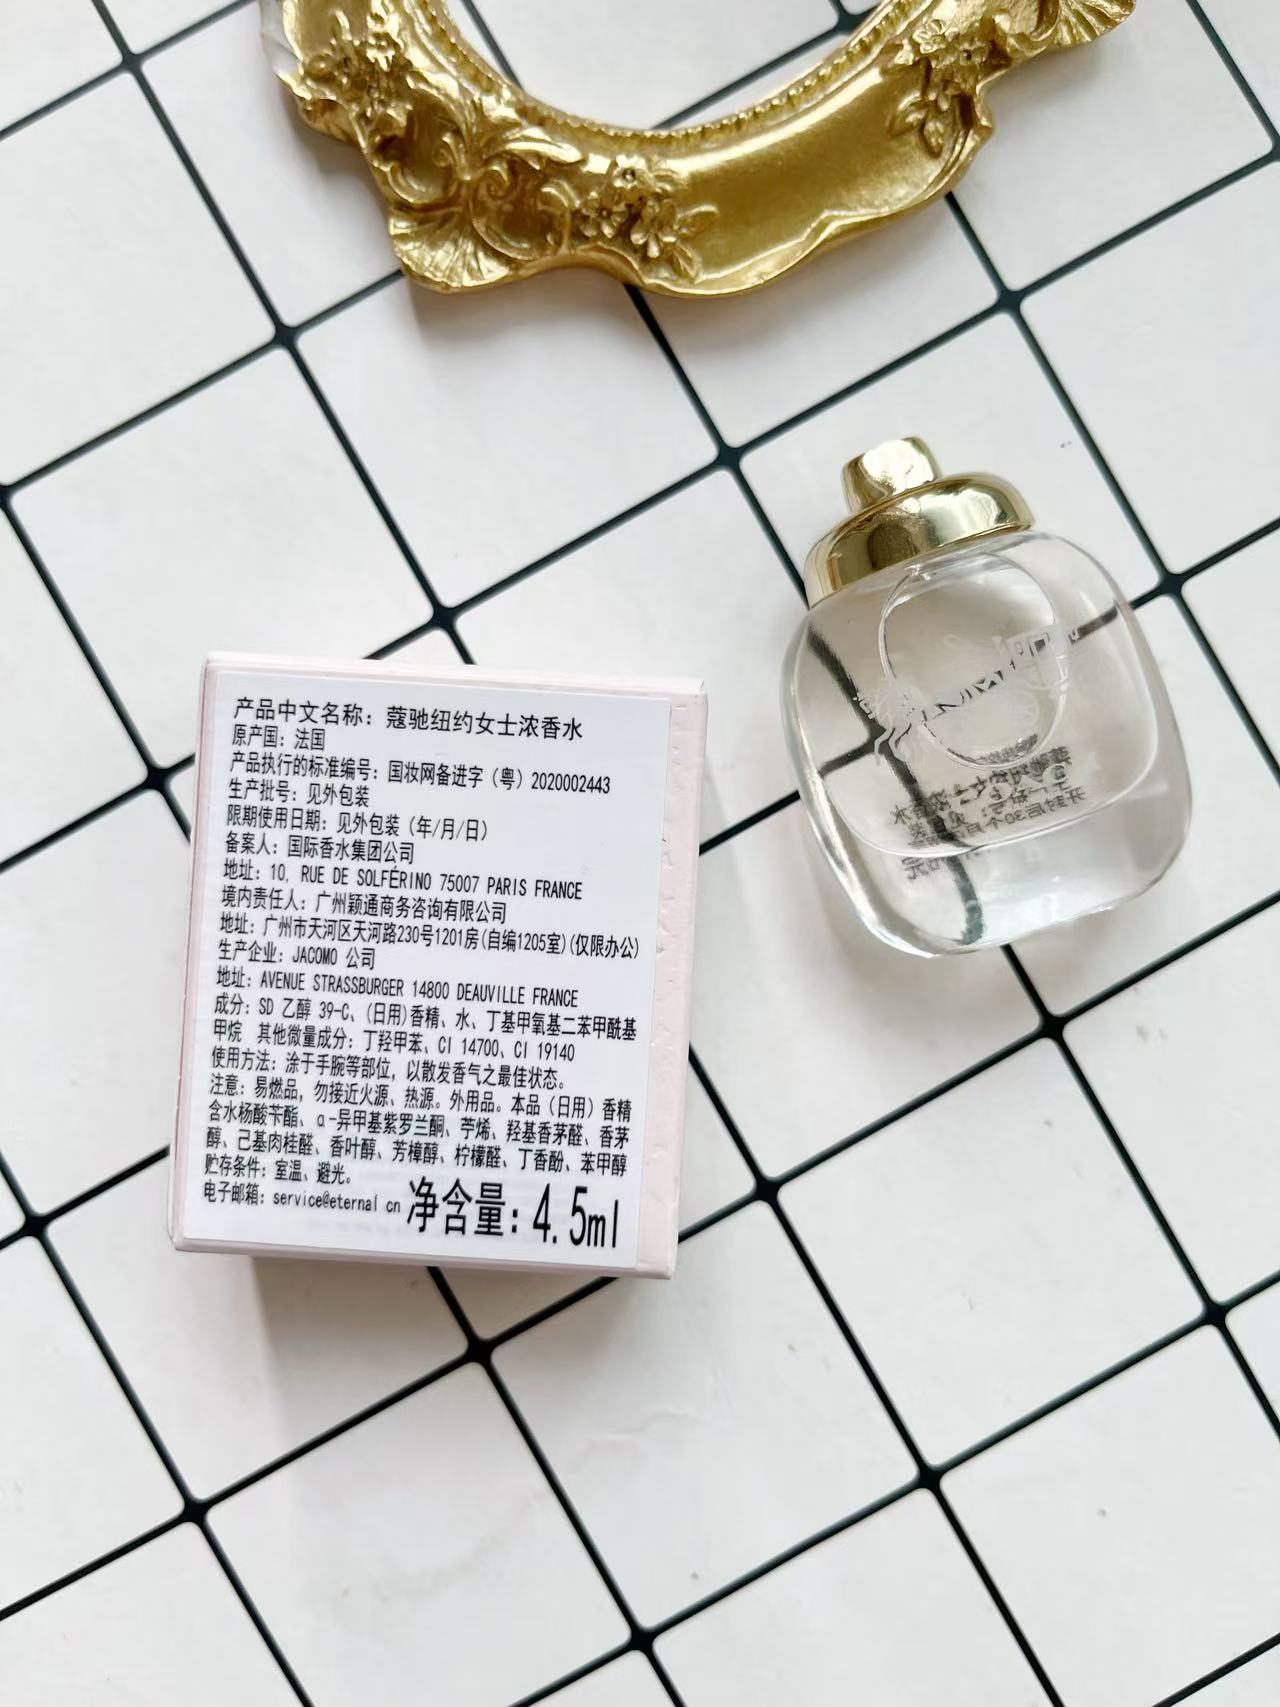 产品中文名称：蔻驰纽约女士浓香水
原产国：法国
产品执行的标准编号：国妆网备进字（粤）2020002443
生产批号：见外包装
限期使用日期：见外包装（年/月/日）
备案人：国际香水集团公司
地址：10, RUE DE SOLFÉRINO 75007 PARIS FRANCE
境内责任人：广州颖通商务咨询有限公司
地址：广州市天河区天河路230号1201房(自编1205室)(仅限办公)
生产企业：JACOMO 公司
地址：AVENUE STRASSBURGER 14800 DEAUVILLE FRANCE
成分：SD 乙醇 39-C、(日用)香精、水、丁基甲氧基二苯甲酰基
甲烷 其他微量成分：丁羟甲苯、CI 14700、CI 19140
使用方法：涂于手腕等部位，以散发香气之最佳状态。
注意：易燃品，勿接近火源、热源。外用品。本品（日用）香精
含水杨酸苄酯、α-异甲基紫罗兰酮、苧烯、羟基香茅醛、香茅
醇、己基肉桂醛、香叶醇、芳樟醇、柠檬醛、丁香酚、苯甲醇
贮存条件：室温、避光。
电子邮箱：service@eternal cn
净含量：4.5ml
开封后30个月